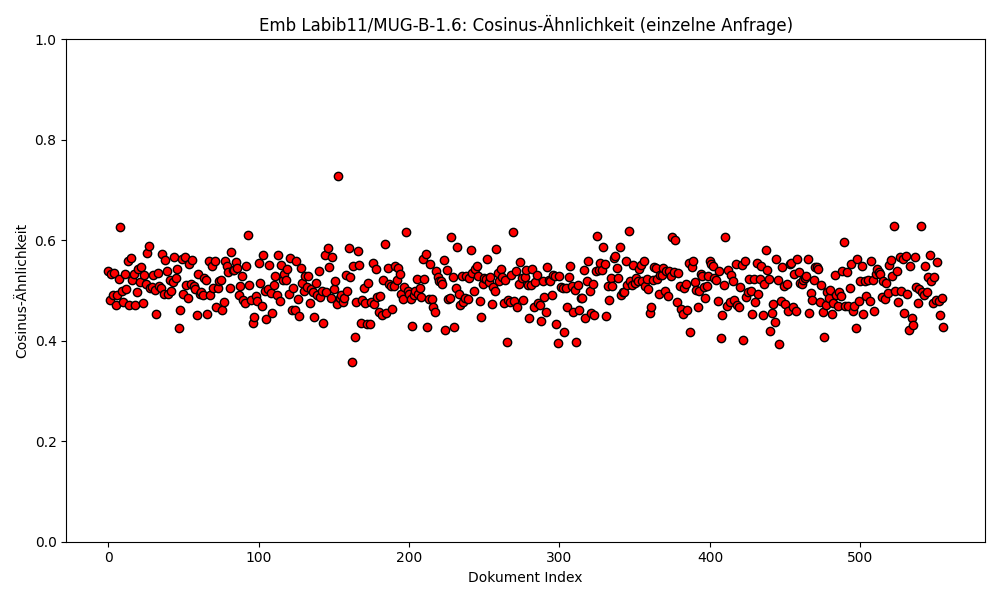 Emb Labib11/MUG-B-1.6: Cosinus-Ähnlichkeit (einzelne Anfrage)
1.0
0.8
0.6
0.4
0.2
0.0
Cosinus-Ähnlichkeit
0 100 200 300 400 500
Dokument Index